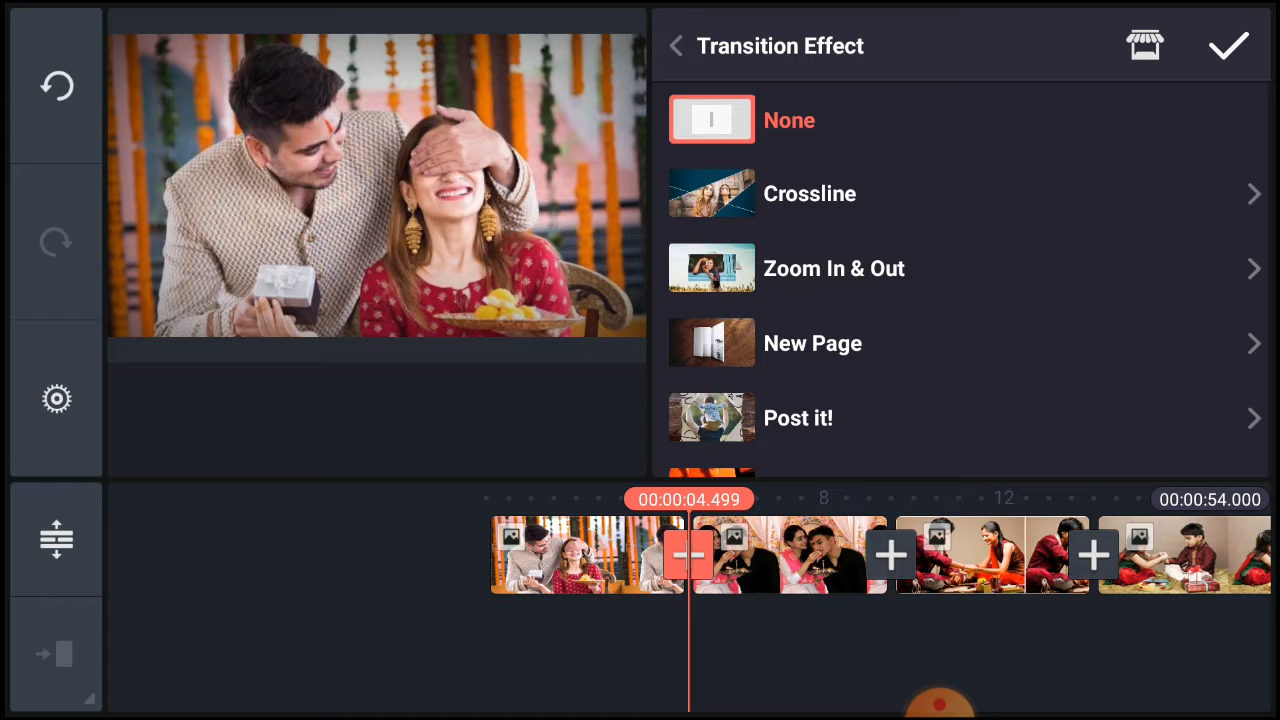 Transition Effect
None
Crossline
Zoom In & Out
New Page
Post it!
00:00:04.499
8
12
00:00:54.000